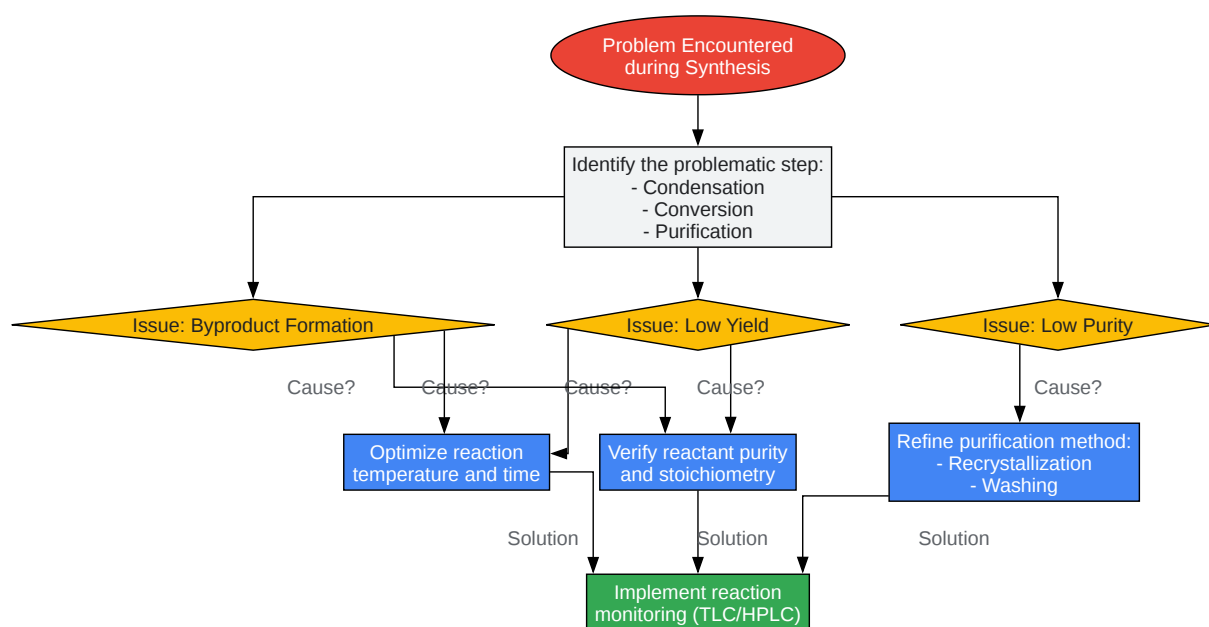 Problem Encountered
during Synthesis
Identify the problematic step:
- Condensation
- Conversion
- Purification
Issue: Byproduct Formation
Issue: Low Yield
Issue: Low Purity
Cause?
Cause?
Cause?
Cause?
Cause?
Optimize reaction
temperature and time
Verify reactant purity
and stoichiometry
Refine purification method:
- Recrystallization
- Washing
Solution
Solution
Solution
Implement reaction
monitoring (TLC/HPLC)